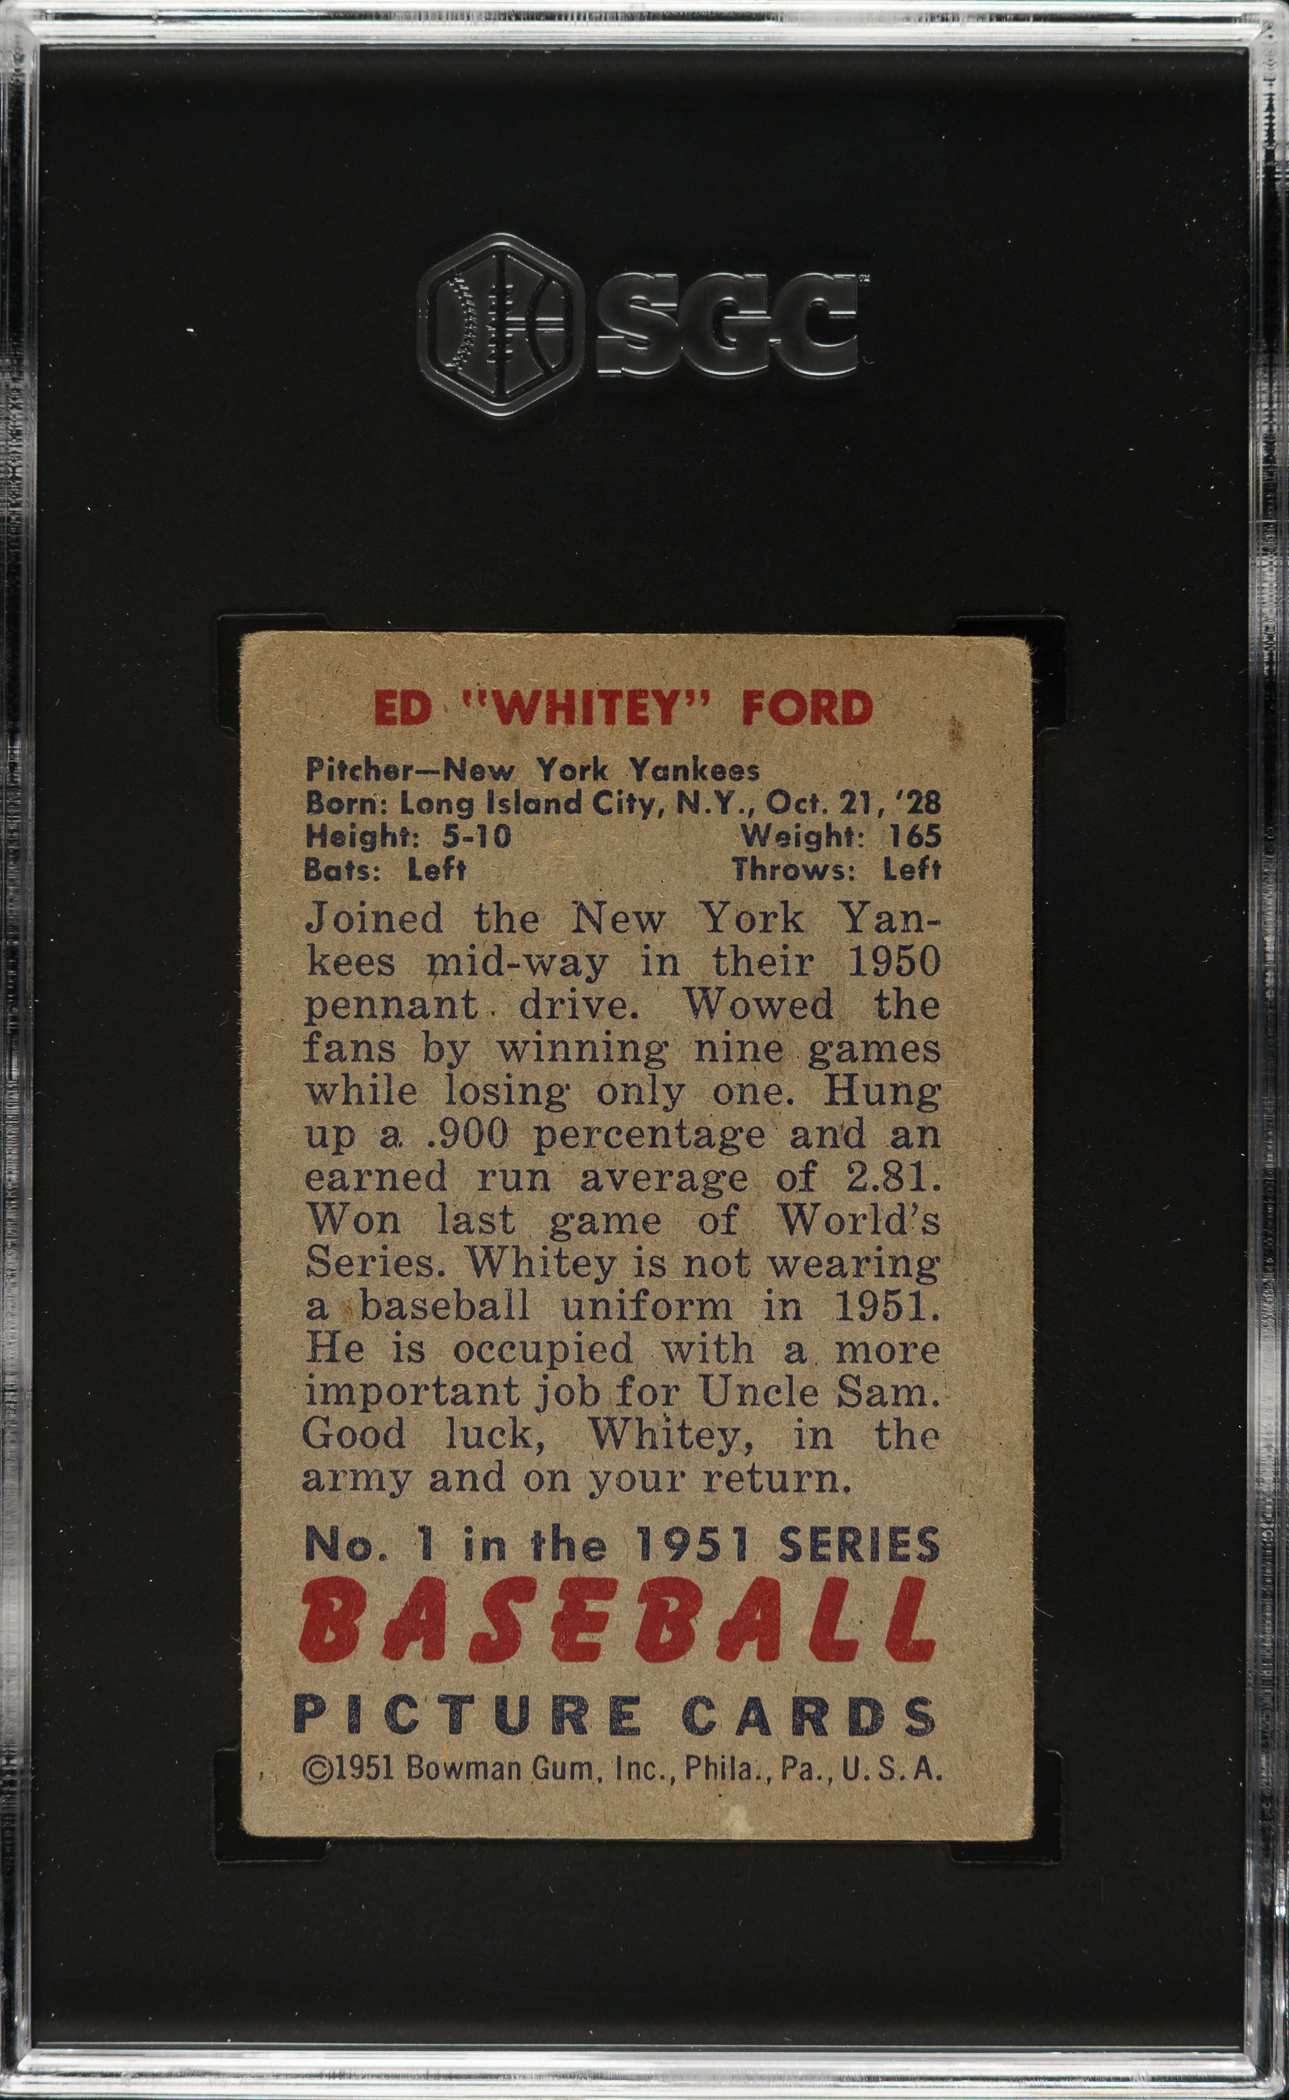 SGC
ED "WHITEY" FORD
Pitcher—New York Yankees
Born: Long Island City, N.Y., Oct. 21, '28
Height: 5-10 Weight: 165
Bats: Left Throws: Left
Joined the New York Yan-
kees mid-way in their 1950
pennant drive. Wowed the
fans by winning nine games
while losing only one. Hung
up a .900 percentage and an
earned run average of 2.81.
Won last game of World's
Series. Whitey is not wearing
a baseball uniform in 1951.
He is occupied with a more
important job for Uncle Sam.
Good luck, Whitey, in the
army and on your return.
No. 1 in the 1951 SERIES
BASEBALL
PICTURE CARDS
©1951 Bowman Gum, Inc., Phila., Pa., U.S.A.